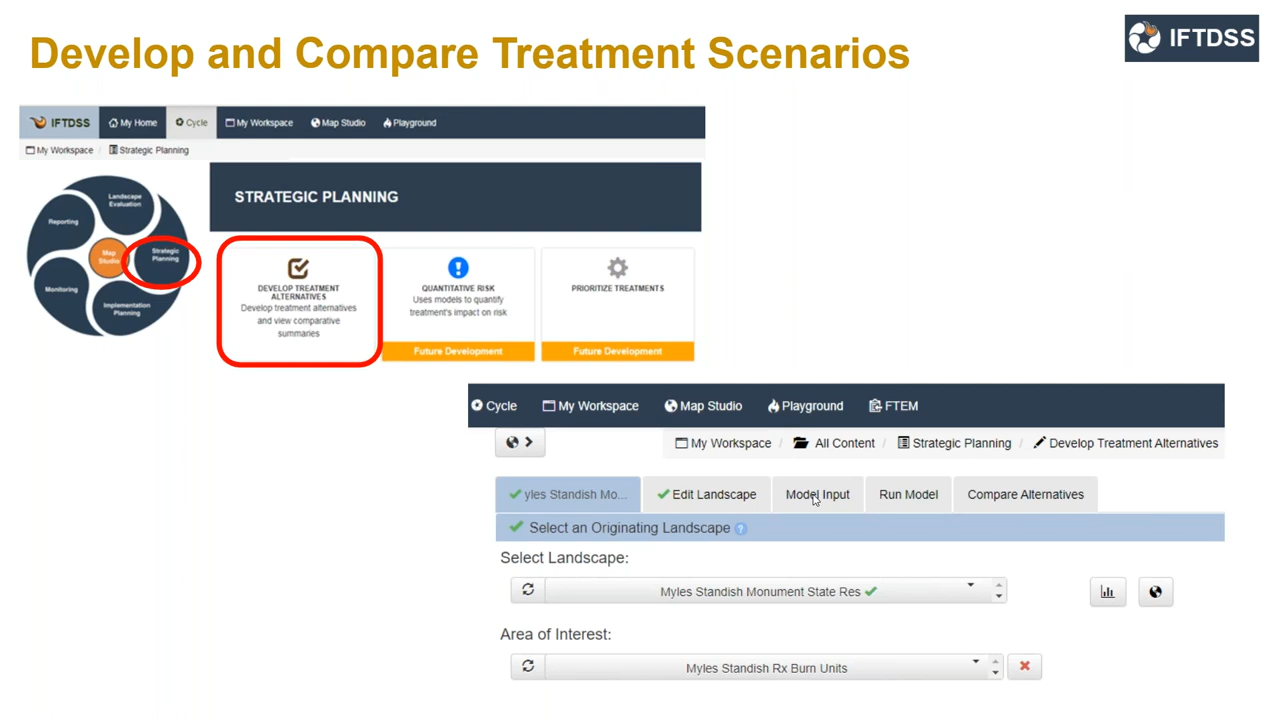 Develop and Compare Treatment Scenarios
IFTDSS
IFTDSS My Home Cycle My Workspace Map Studio Playground
My Workspace / Strategic Planning
Landscape
Evaluation
Reporting
Map
Studio
Strategic
Planning
Monitoring
Implementation
Planning
STRATEGIC PLANNING
DEVELOP TREATMENT
ALTERNATIVES
Develop treatment alternatives
and view comparative
summaries
QUANTITATIVE RISK
Uses models to quantify
treatment's impact on risk
Future Development
PRIORITIZE TREATMENTS
Future Development
Cycle My Workspace Map Studio Playground FTEM
My Workspace / All Content / Strategic Planning / Develop Treatment Alternatives
yles Standish Mo... Edit Landscape Model Input Run Model Compare Alternatives
Select an Originating Landscape ?
Select Landscape:
Myles Standish Monument State Res
Area of Interest:
Myles Standish Rx Burn Units